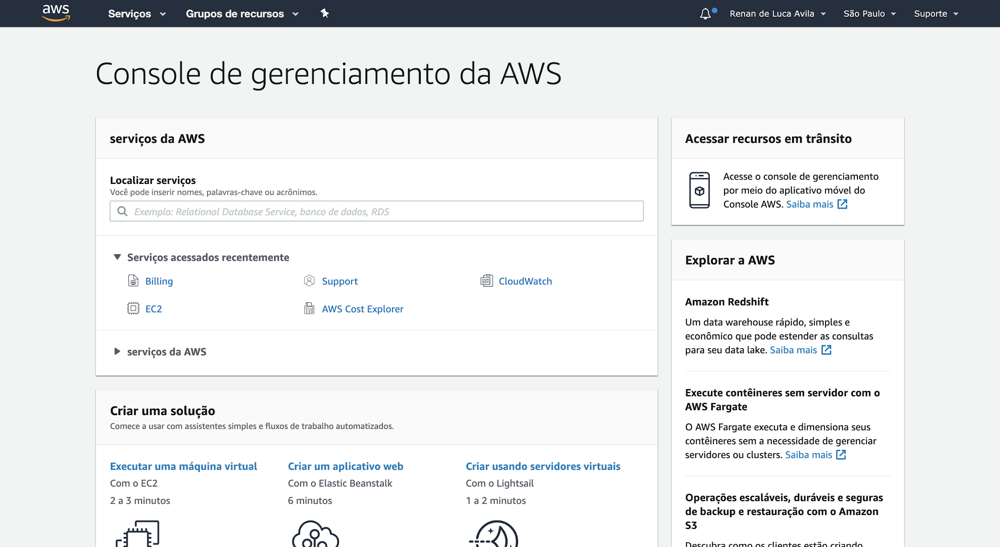 aws
Serviços
Grupos de recursos
Renan de Luca Avila
São Paulo
Suporte
Console de gerenciamento da AWS
serviços da AWS
Localizar serviços
Você pode inserir nomes, palavras-chave ou acrônimos.
Exemplo: Relational Database Service, banco de dados, RDS
Serviços acessados recentemente
Billing
Support
CloudWatch
EC2
AWS Cost Explorer
serviços da AWS
Criar uma solução
Comece a usar com assistentes simples e fluxos de trabalho automatizados.
Executar uma máquina virtual
Com o EC2
2 a 3 minutos
Criar um aplicativo web
Com o Elastic Beanstalk
6 minutos
Criar usando servidores virtuais
Com o Lightsail
1 a 2 minutos
Acessar recursos em trânsito
Acesse o console de gerenciamento
por meio do aplicativo móvel do
Console AWS. Saiba mais
Explorar a AWS
Amazon Redshift
Um data warehouse rápido, simples e
econômico que pode estender as consultas
para seu data lake. Saiba mais
Execute contêineres sem servidor com o
AWS Fargate
O AWS Fargate executa e dimensiona seus
contêineres sem a necessidade de gerenciar
servidores ou clusters. Saiba mais
Operações escaláveis, duráveis e seguras
de backup e restauração com o Amazon
S3
Descubra como os clientes estão criando